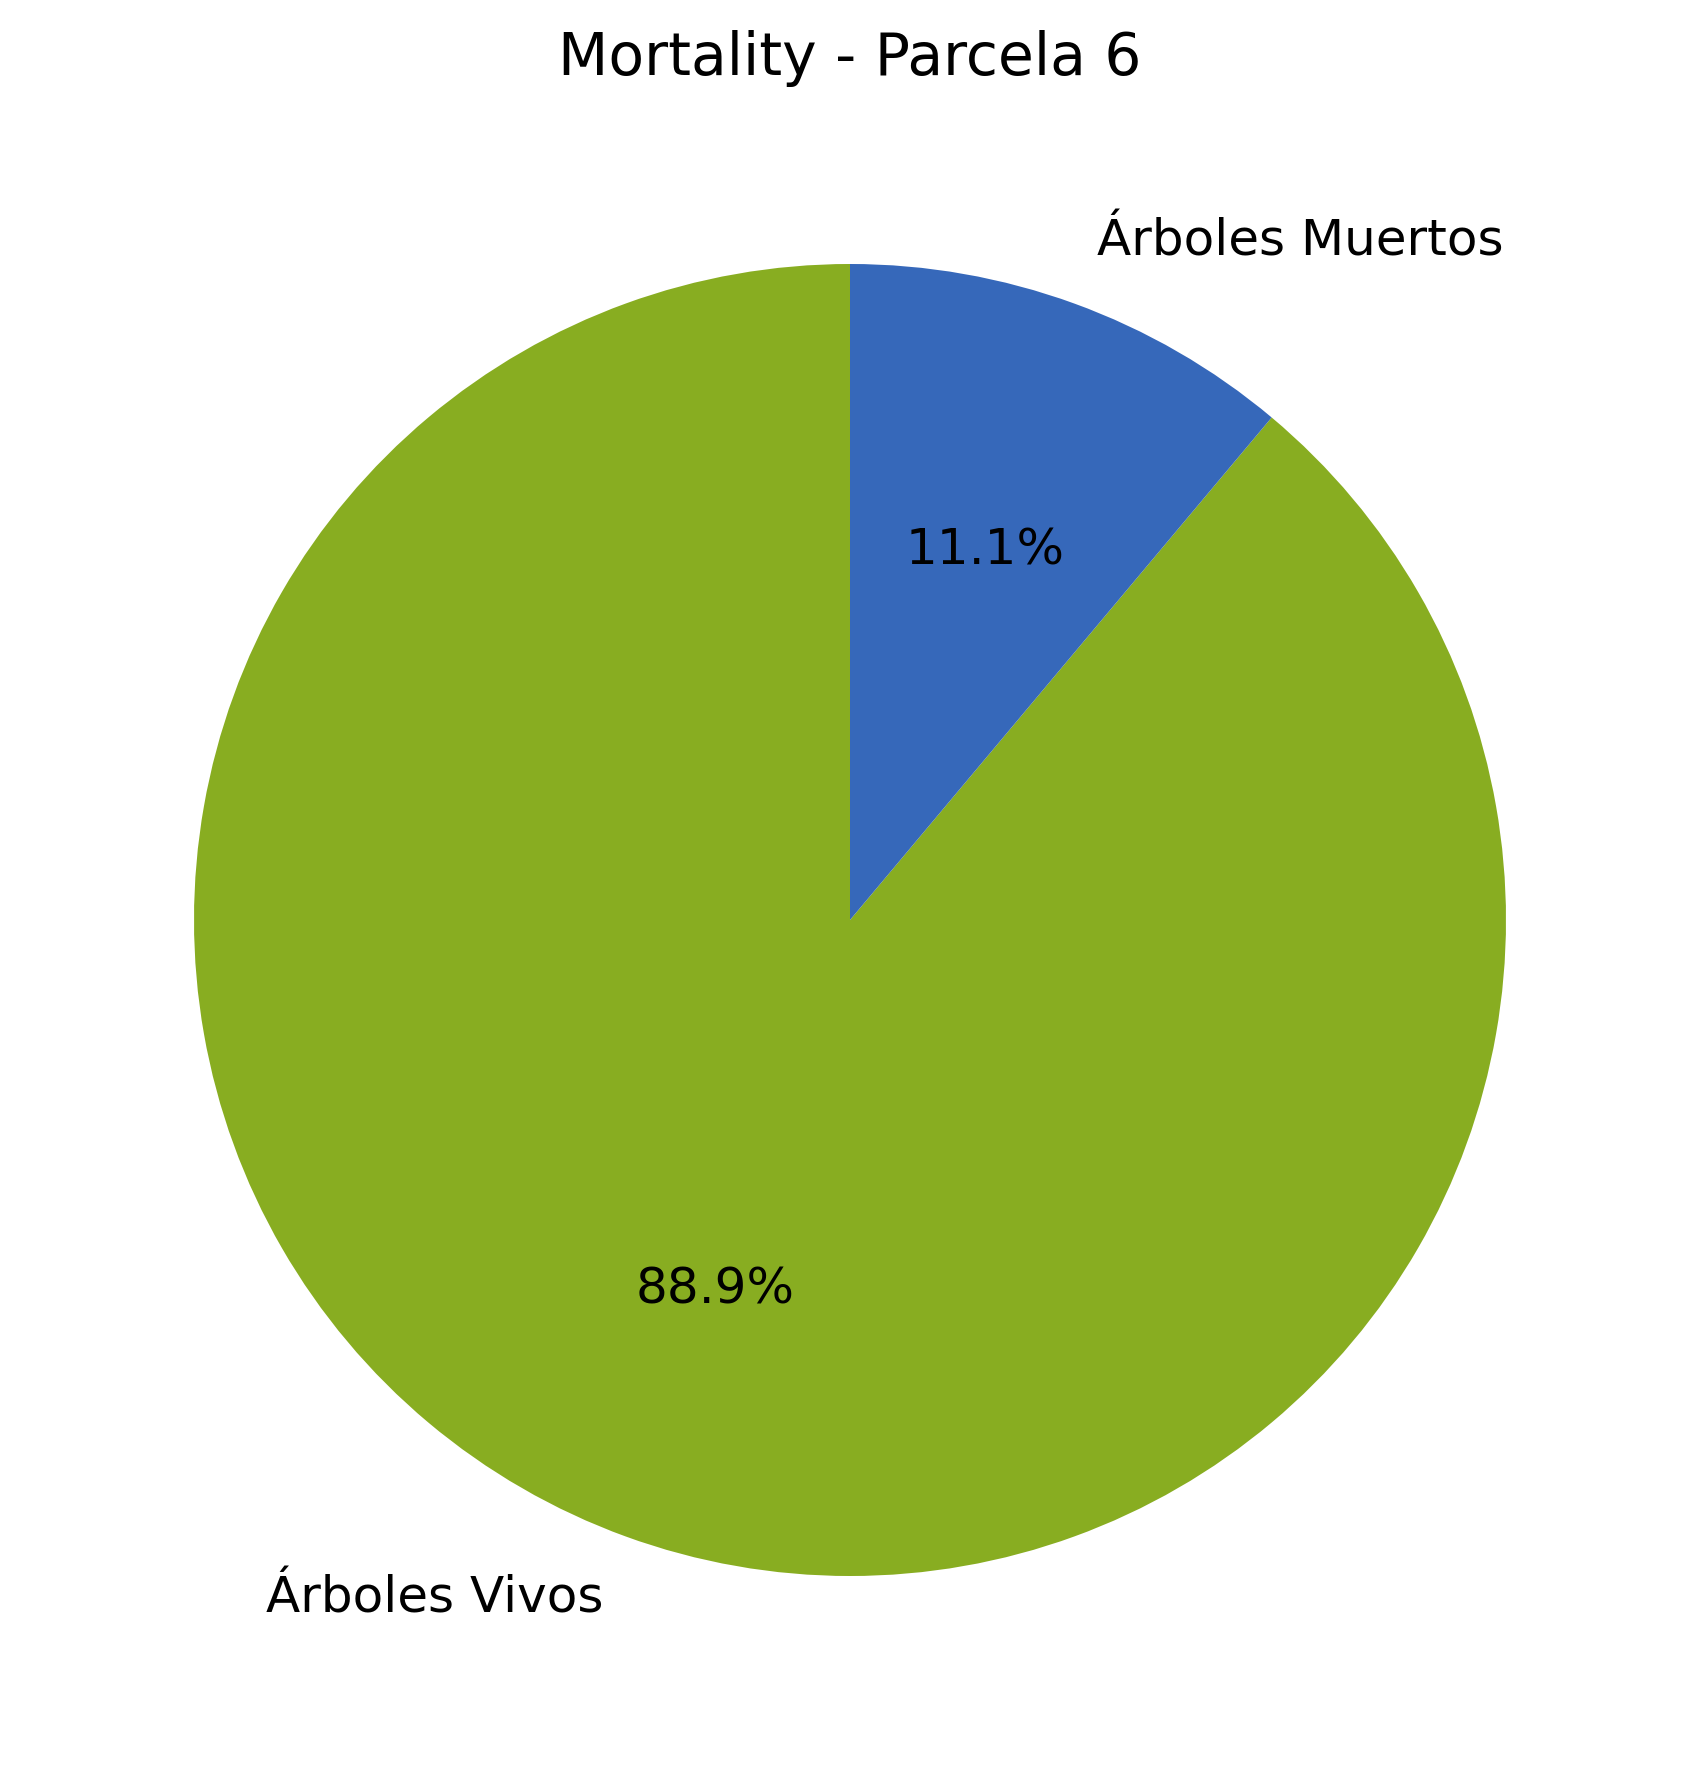 Mortality - Parcela 6
Árboles Muertos
11.1%
88.9%
Árboles Vivos